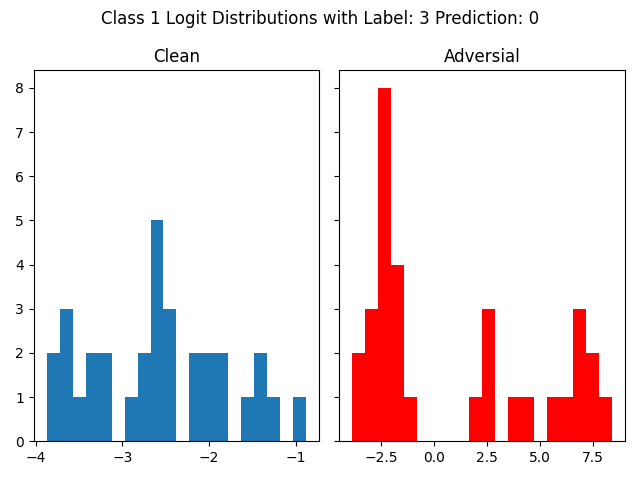 Class 1 Logit Distributions with Label: 3 Prediction: 0
Clean
Adversial
8
7
6
5
4
3
2
1
0
−4 −3 −2 −1
−2.5 0.0 2.5 5.0 7.5